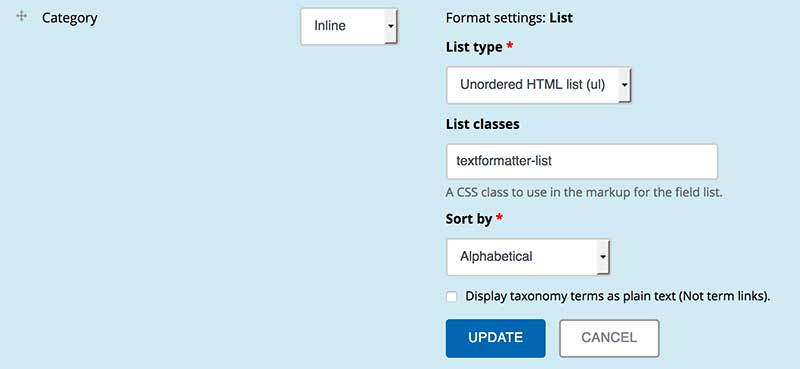 Category
Inline
Format settings: List
List type *
Unordered HTML list (ul)
List classes
textformatter-list
A CSS class to use in the markup for the field list.
Sort by *
Alphabetical
Display taxonomy terms as plain text (Not term links).
UPDATE CANCEL